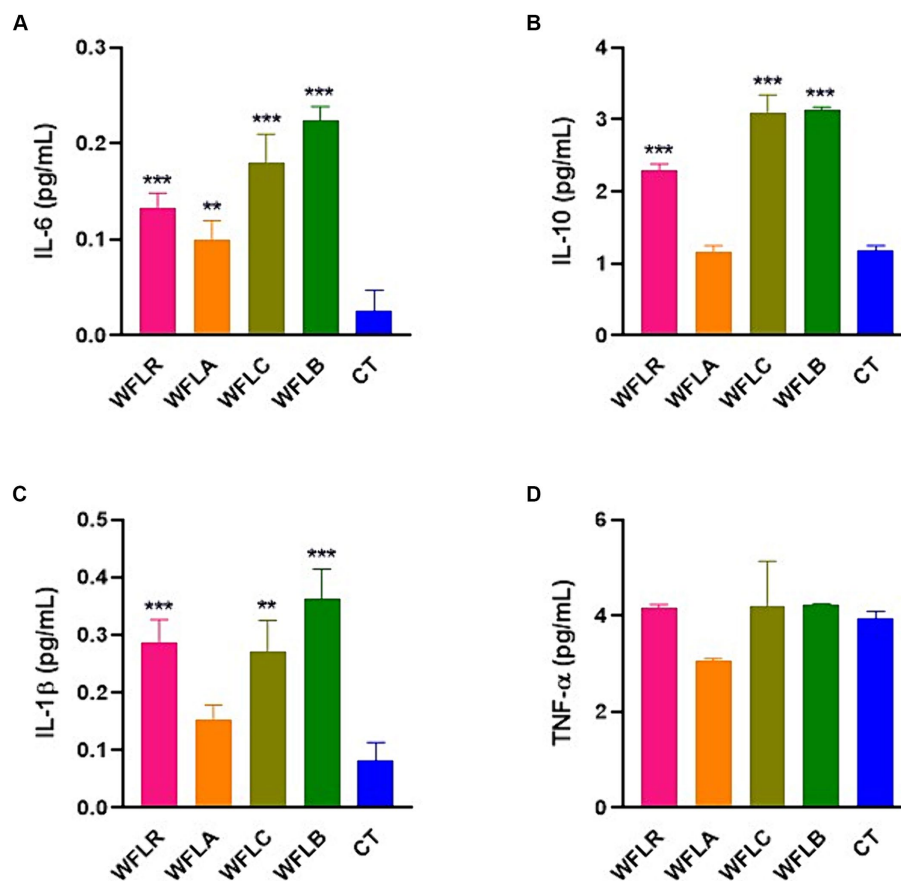 A
IL-6 (pg/mL)
0.3
0.2
0.1
0.0
***
**
***
***
WFLR
WFLA
WFLC
WFLB
CT
B
IL-10 (pg/mL)
4
3
2
1
0
***
***
***
WFLR
WFLA
WFLC
WFLB
CT
C
IL-1β (pg/mL)
0.5
0.4
0.3
0.2
0.1
0.0
***
**
***
WFLR
WFLA
WFLC
WFLB
CT
D
TNF-α (pg/mL)
6
4
2
0
WFLR
WFLA
WFLC
WFLB
CT